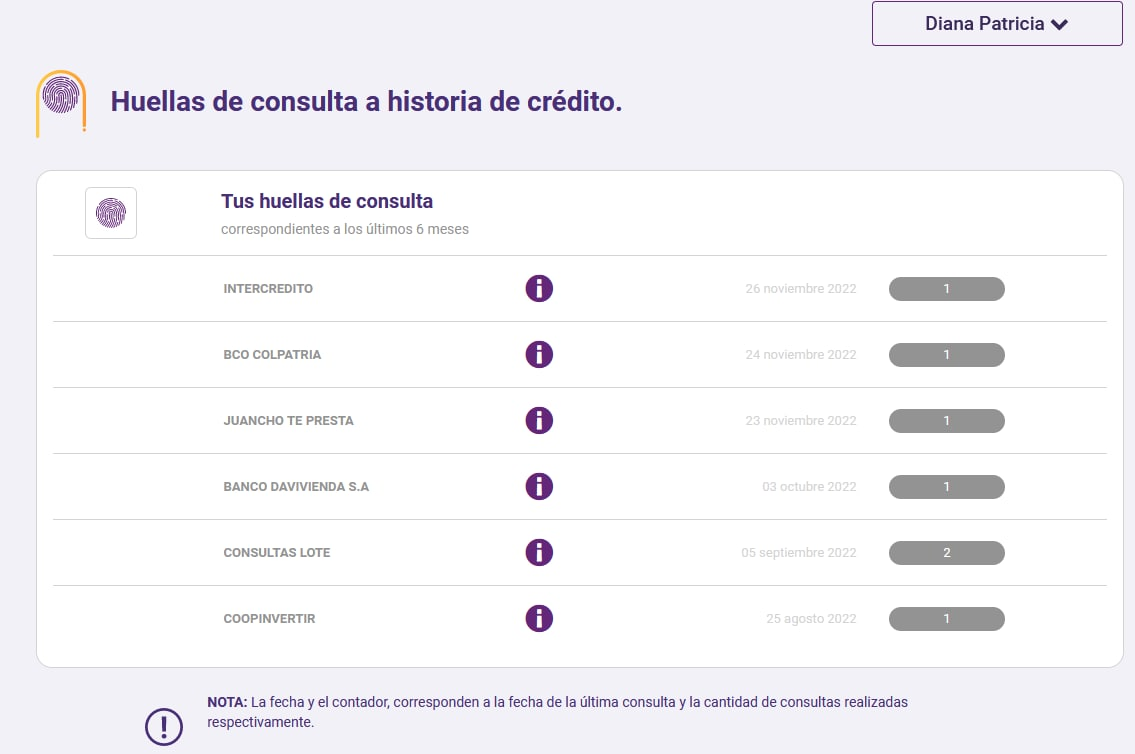 Diana Patricia
Huellas de consulta a historia de crédito.
Tus huellas de consulta
correspondientes a los últimos 6 meses
INTERCREDITO 26 noviembre 2022 1
BCO COLPATRIA 24 noviembre 2022 1
JUANCHO TE PRESTA 23 noviembre 2022 1
BANCO DAVIVIENDA S.A 03 octubre 2022 1
CONSULTAS LOTE 05 septiembre 2022 2
COOPINVERTIR 25 agosto 2022 1
NOTA: La fecha y el contador, corresponden a la fecha de la última consulta y la cantidad de consultas realizadas
respectivamente.